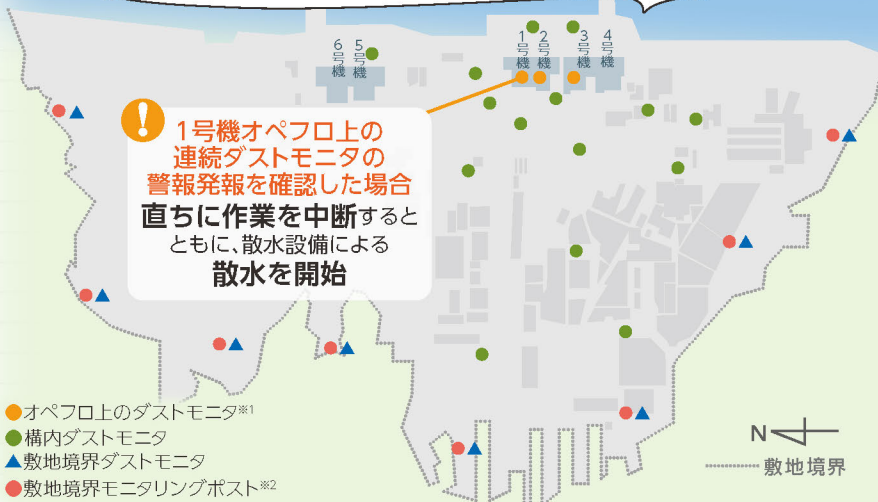 6号機
5号機
1号機
2号機
3号機
4号機
!
1号機オペフロ上の
連続ダストモニタの
警報発報を確認した場合
直ちに作業を中断すると
ともに、散水設備による
散水を開始
オペフロ上のダストモニタ※1
構内ダストモニタ
敷地境界ダストモニタ
敷地境界モニタリングポスト※2
N
敷地境界